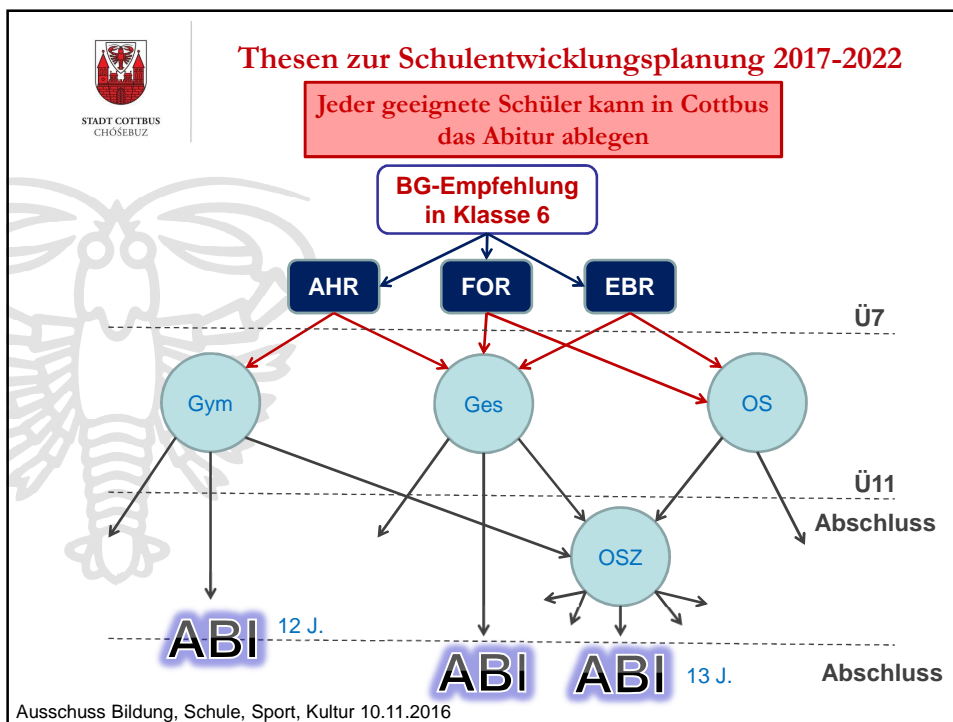 STADT COTTBUS
CHÓŚEBUZ
Thesen zur Schulentwicklungsplanung 2017-2022
Jeder geeignete Schüler kann in Cottbus
das Abitur ablegen
BG-Empfehlung
in Klasse 6
AHR
FOR
EBR
Ü7
Gym
Ges
OS
Ü11
Abschluss
OSZ
ABI
12 J.
ABI
ABI
13 J.
Abschluss
Ausschuss Bildung, Schule, Sport, Kultur 10.11.2016